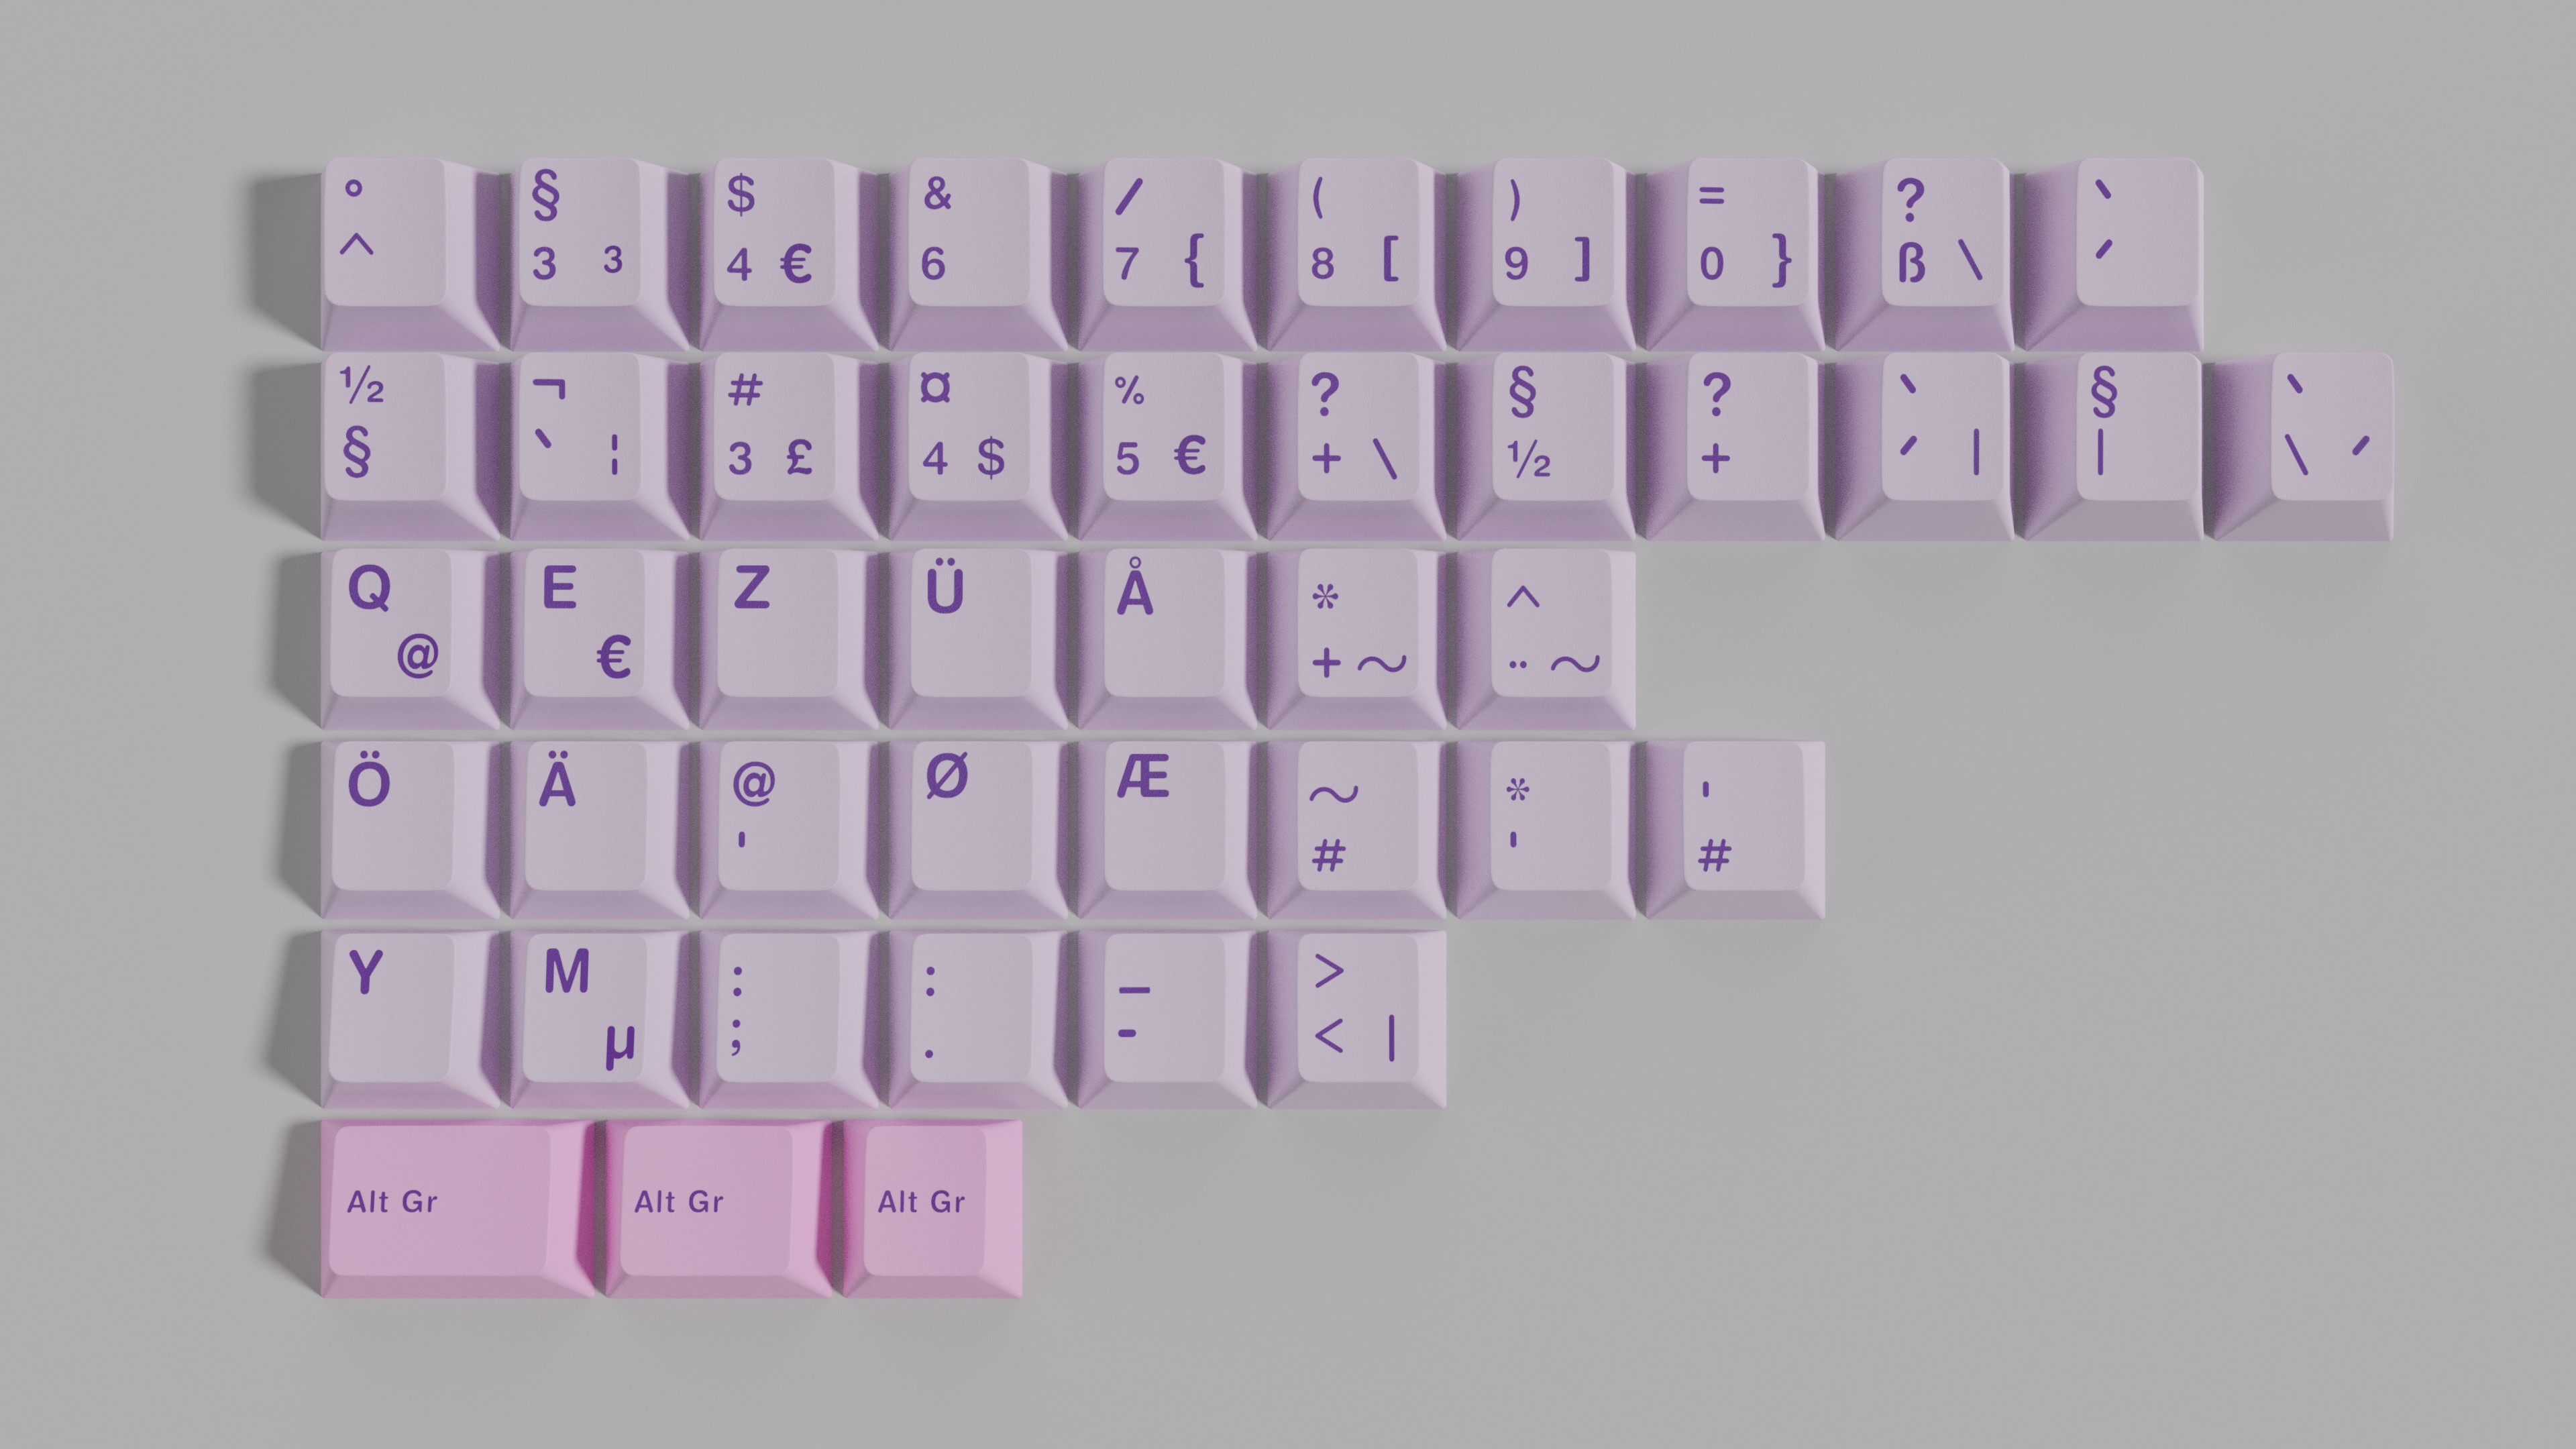 ° § $ & / ( ) = ? `
^ 3 ³ 4 € 6 7 { 8 [ 9 ] 0 } ß \ ´
½ ¬ # ¤ % ? § ? ` § `
§ ` ¦ 3 £ 4 $ 5 € + \ ½ + ´ | | \ ´
Q E Z Ü Å * ^
@ € + ~ ¨ ~
Ö Ä @ Ø Æ ~ * '
' # ' #
Y M : : _ >
µ ; . - < |
Alt Gr Alt Gr Alt Gr